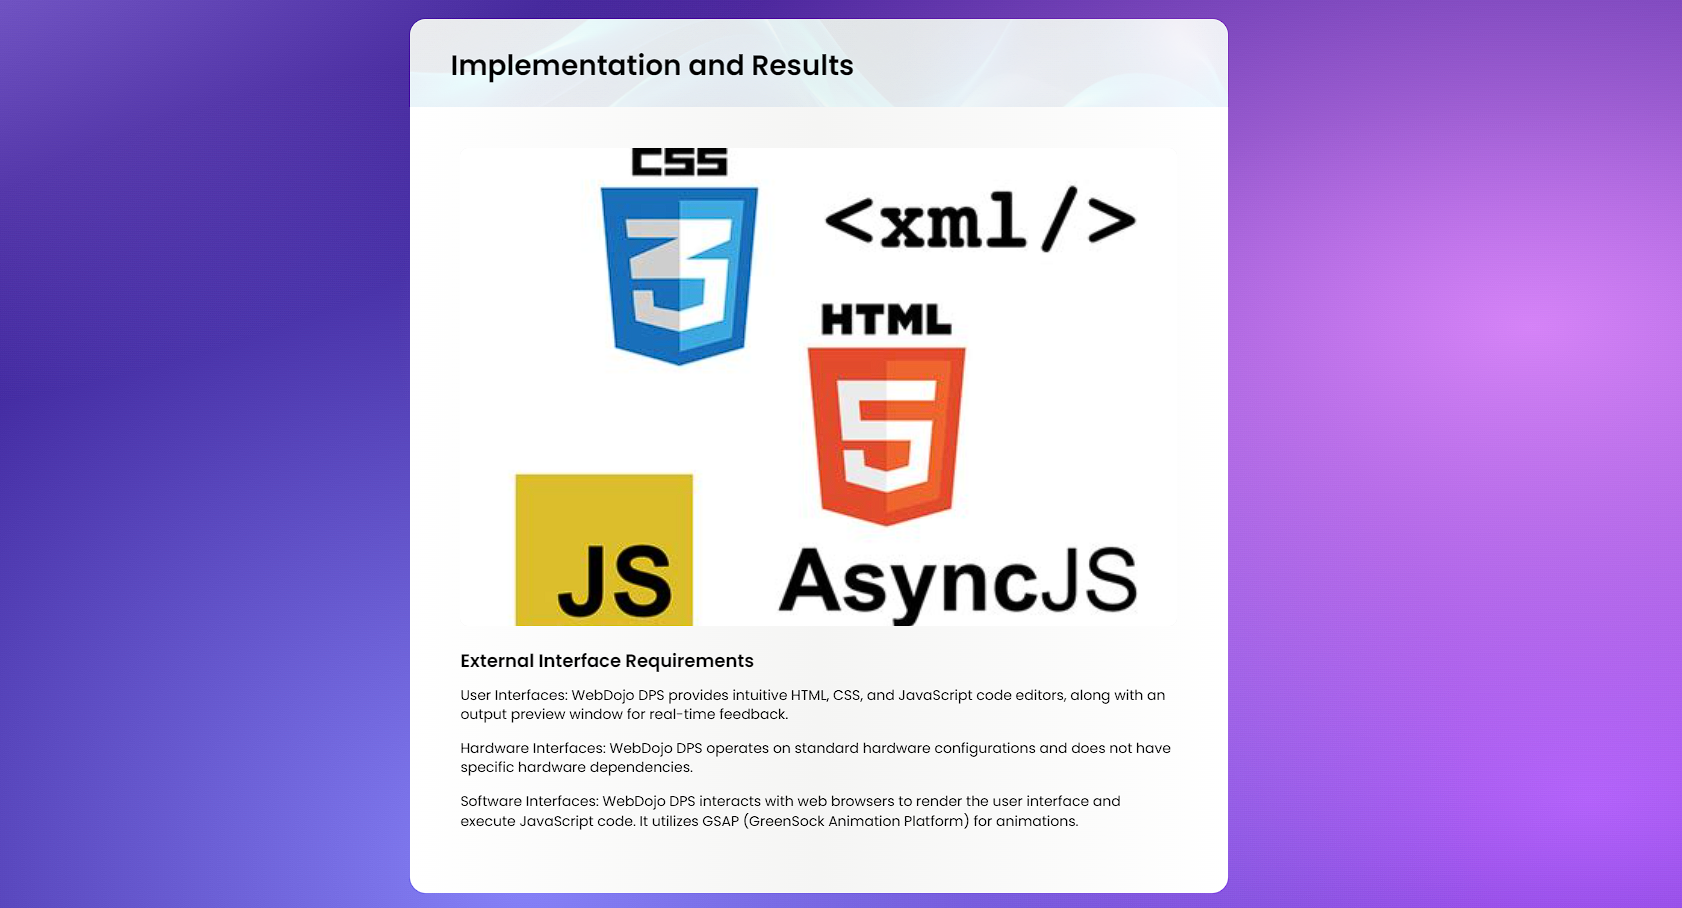 Implementation and Results
CSS
3
<xml/>
HTML
5
JS
AsyncJS
External Interface Requirements
User Interfaces: WebDojo DPS provides intuitive HTML, CSS, and JavaScript code editors, along with an
output preview window for real-time feedback.
Hardware Interfaces: WebDojo DPS operates on standard hardware configurations and does not have
specific hardware dependencies.
Software Interfaces: WebDojo DPS interacts with web browsers to render the user interface and
execute JavaScript code. It utilizes GSAP (GreenSock Animation Platform) for animations.